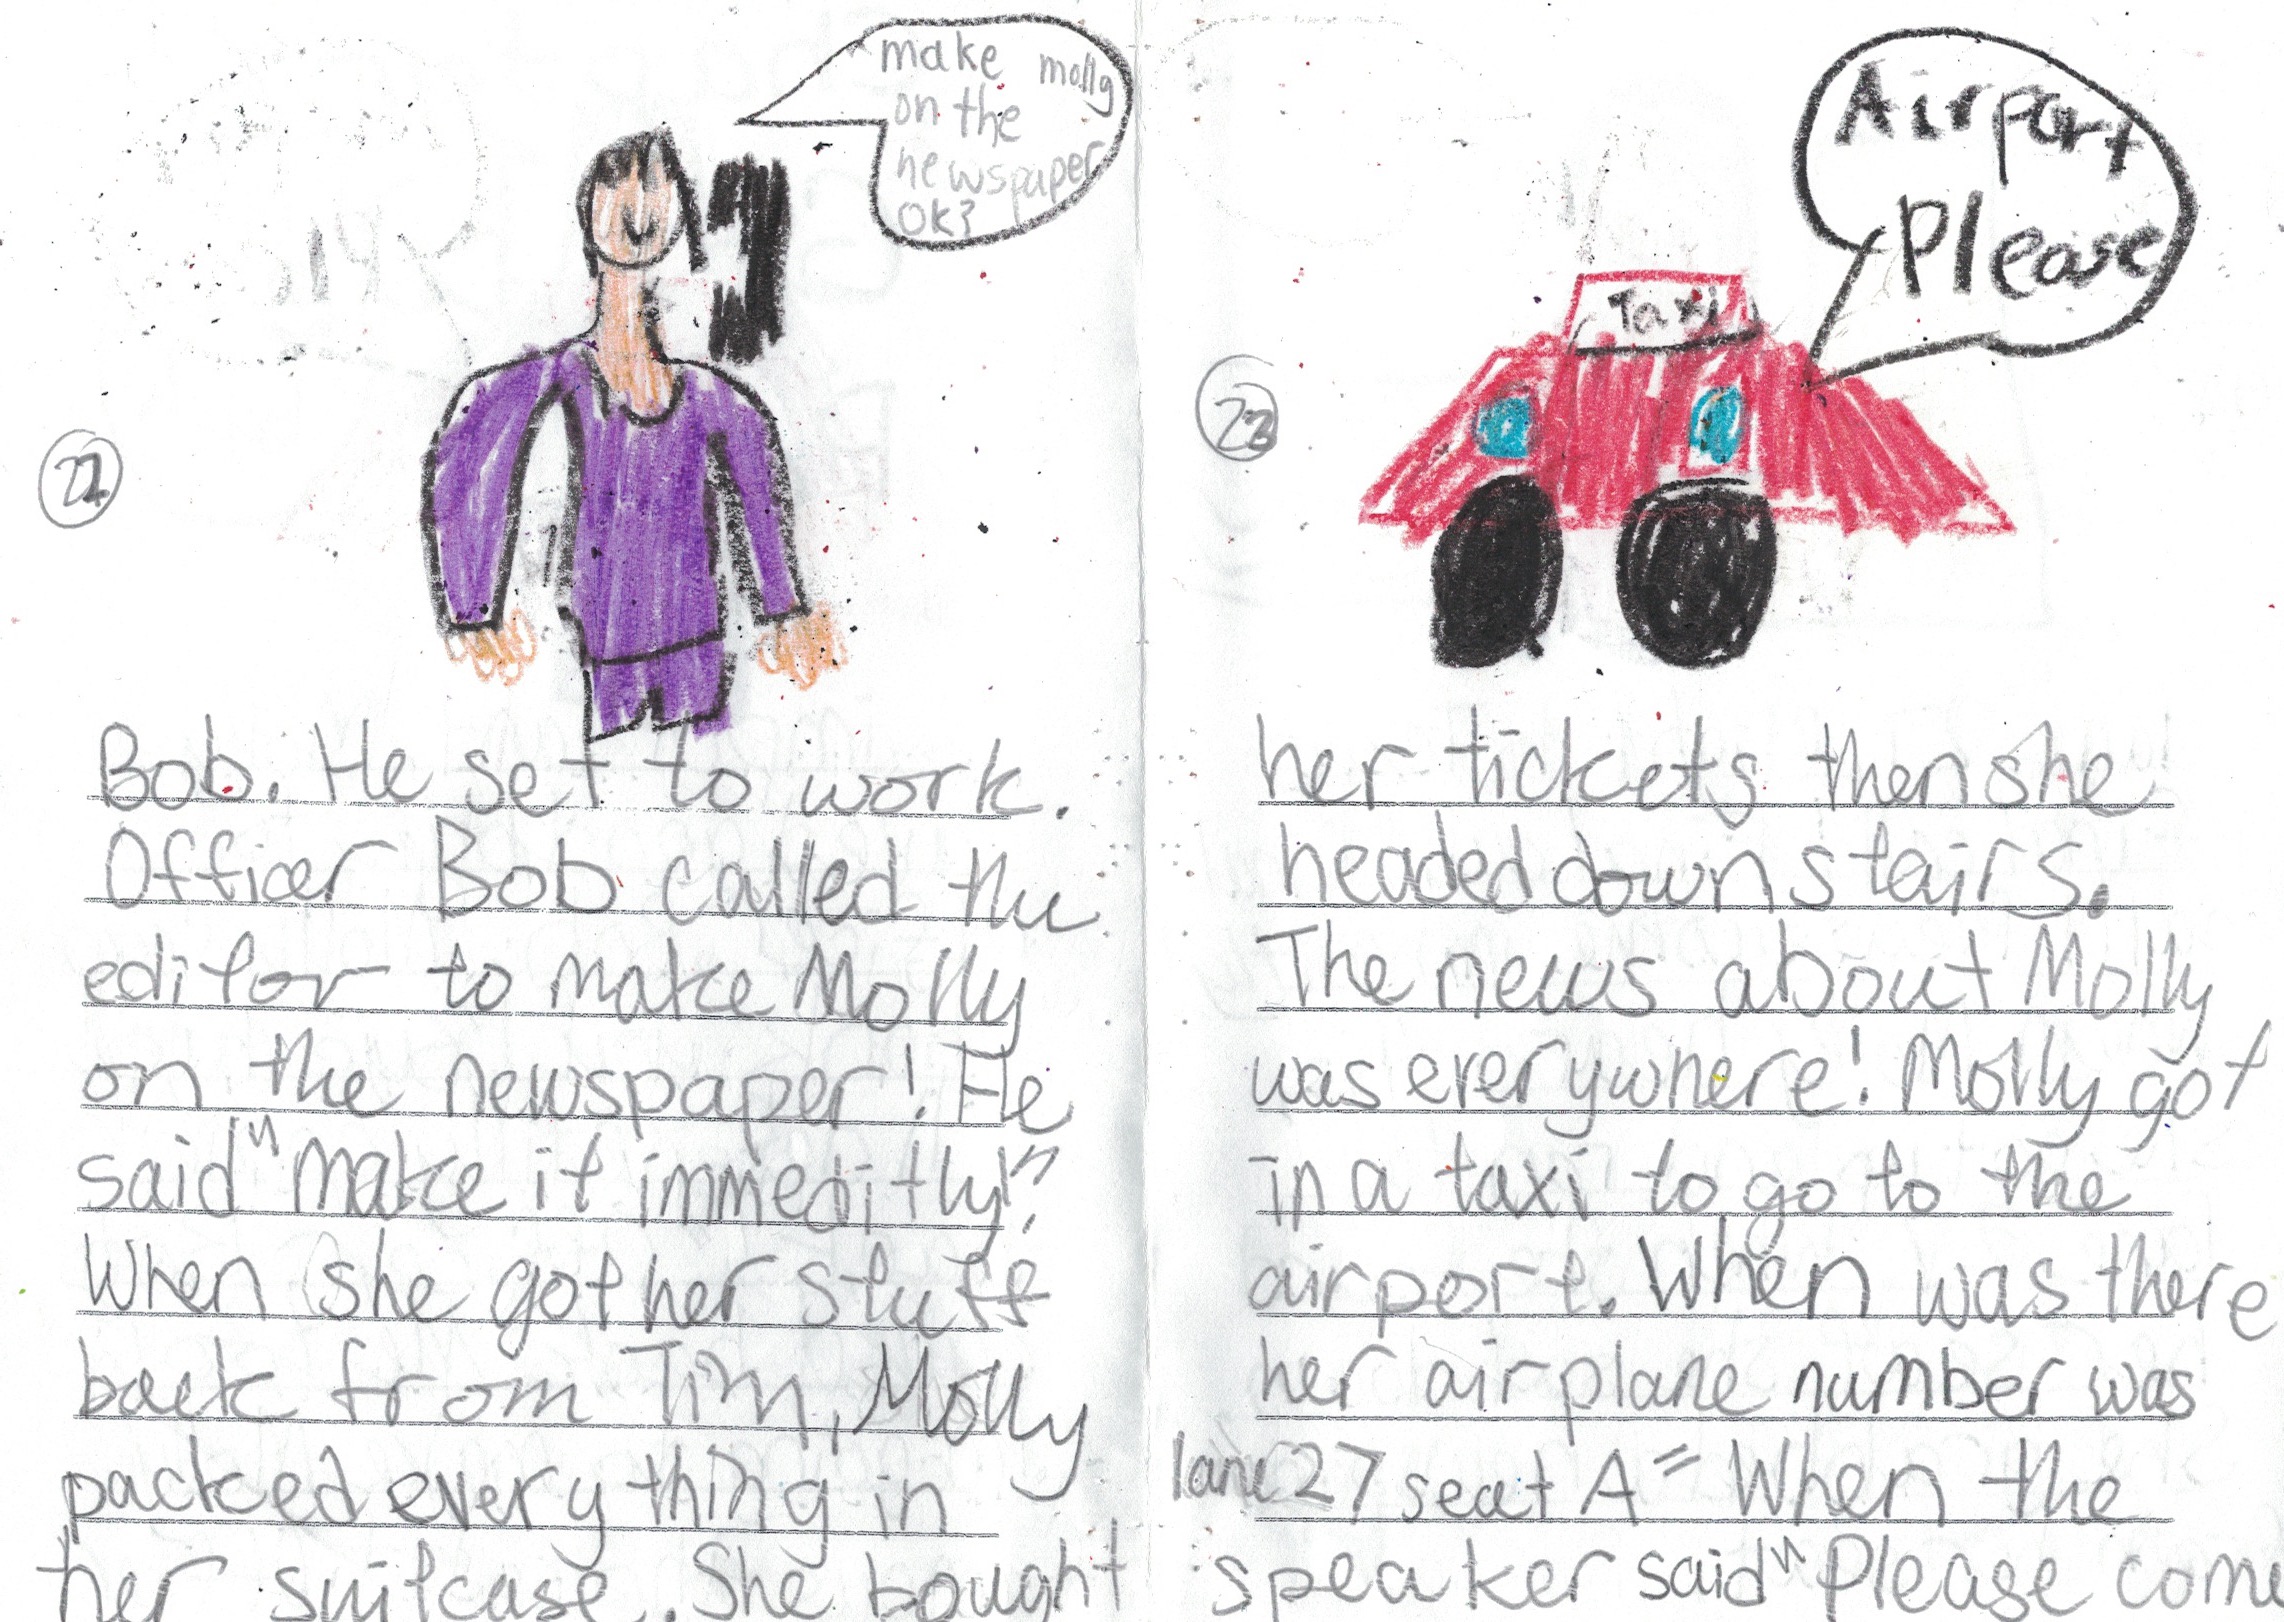 make molly
on the
newspaper
OK?
22
Bob. He set to work.
Officer Bob called the
editor to make Molly
on the newspaper! He
said "make it immeditly!"
When she got her stuff
back from Tim, Molly
packed every thing in
her suitcase. She bought
Airport
Please
Taxi
23
her tickets then she
headed down stairs.
The news about Molly
was everywhere! Molly got
in a taxi to go to the
airport. When was there
her airplane number was
lane 27 seat A = When the
speaker said "Please come